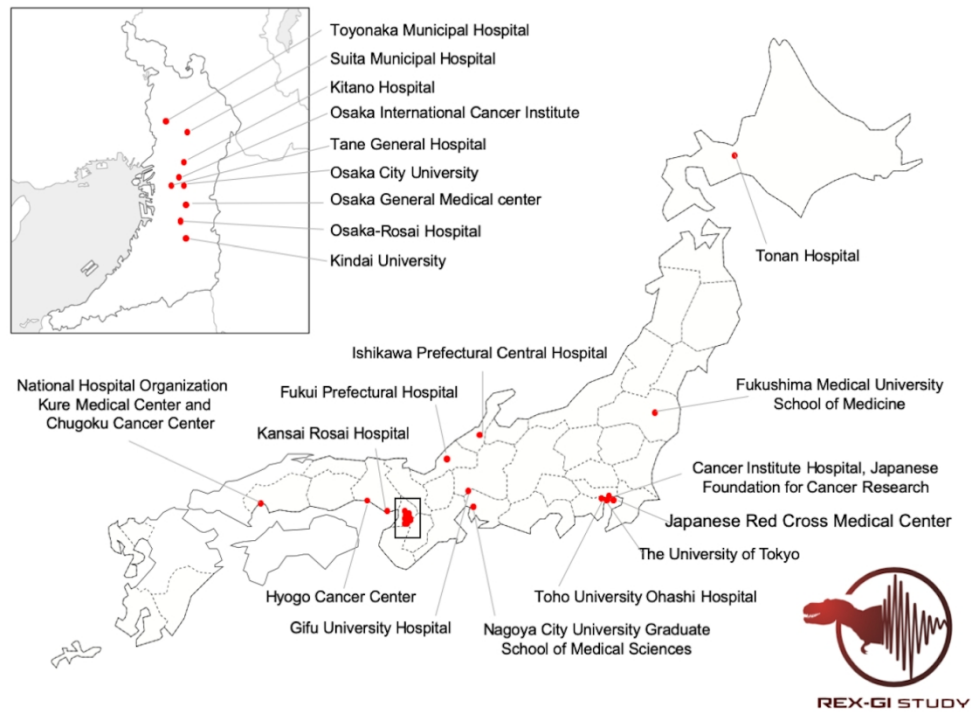 Toyonaka Municipal Hospital
Suita Municipal Hospital
Kitano Hospital
Osaka International Cancer Institute
Tane General Hospital
Osaka City University
Osaka General Medical center
Osaka-Rosai Hospital
Kindai University
Tonan Hospital
Ishikawa Prefectural Central Hospital
National Hospital Organization
Kure Medical Center and
Chugoku Cancer Center
Fukui Prefectural Hospital
Kansai Rosai Hospital
Fukushima Medical University
School of Medicine
Cancer Institute Hospital, Japanese
Foundation for Cancer Research
Japanese Red Cross Medical Center
The University of Tokyo
Hyogo Cancer Center
Toho University Ohashi Hospital
Gifu University Hospital
Nagoya City University Graduate
School of Medical Sciences
REX-GI STUDY